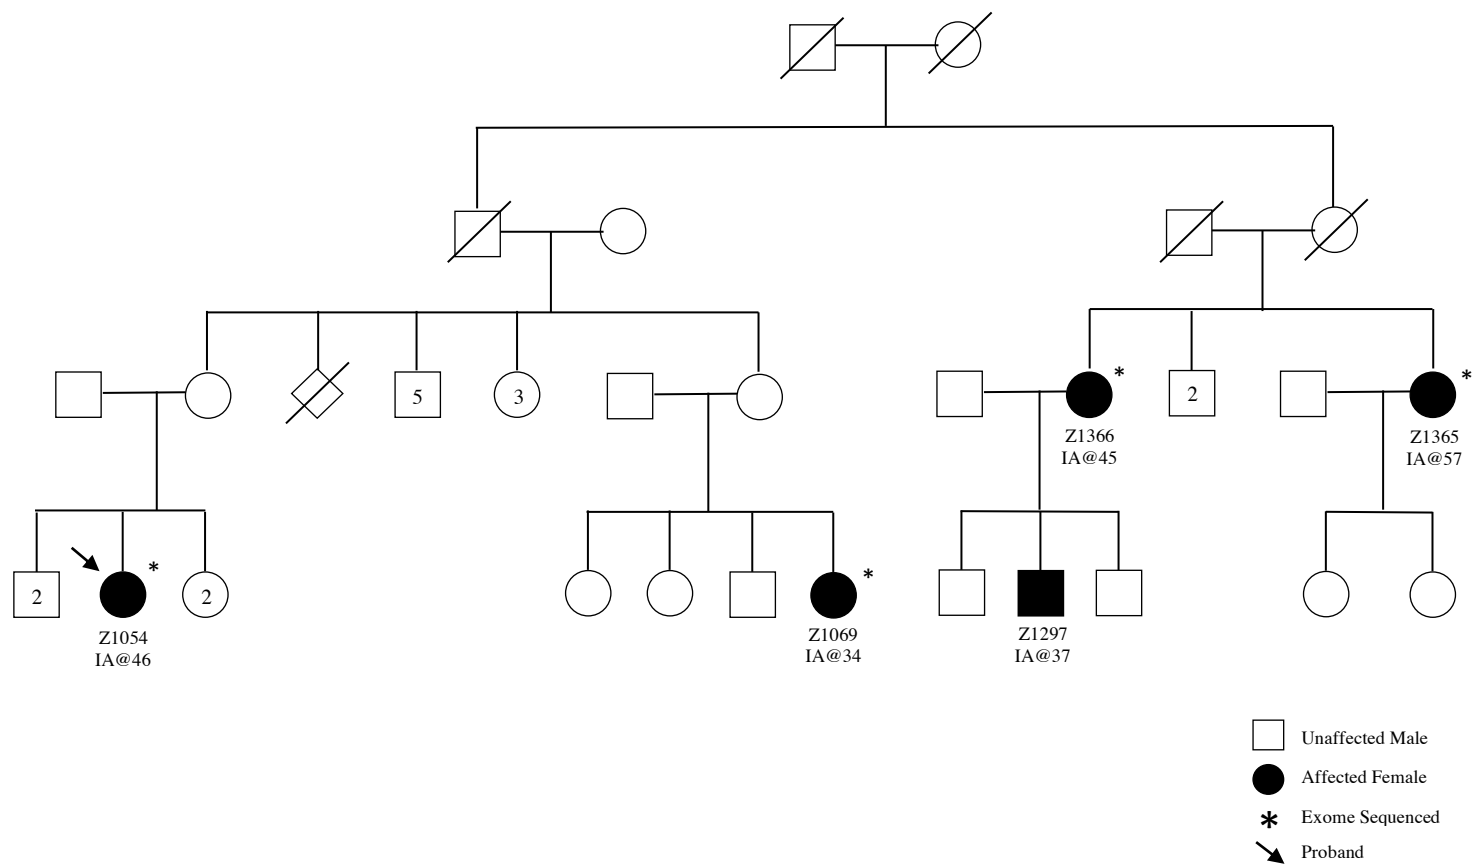 5
3
2
*
*
Z1366
IA@45
Z1365
IA@57
2
*
2
*
Z1054
IA@46
Z1069
IA@34
Z1297
IA@37
Unaffected Male
Affected Female
* Exome Sequenced
Proband